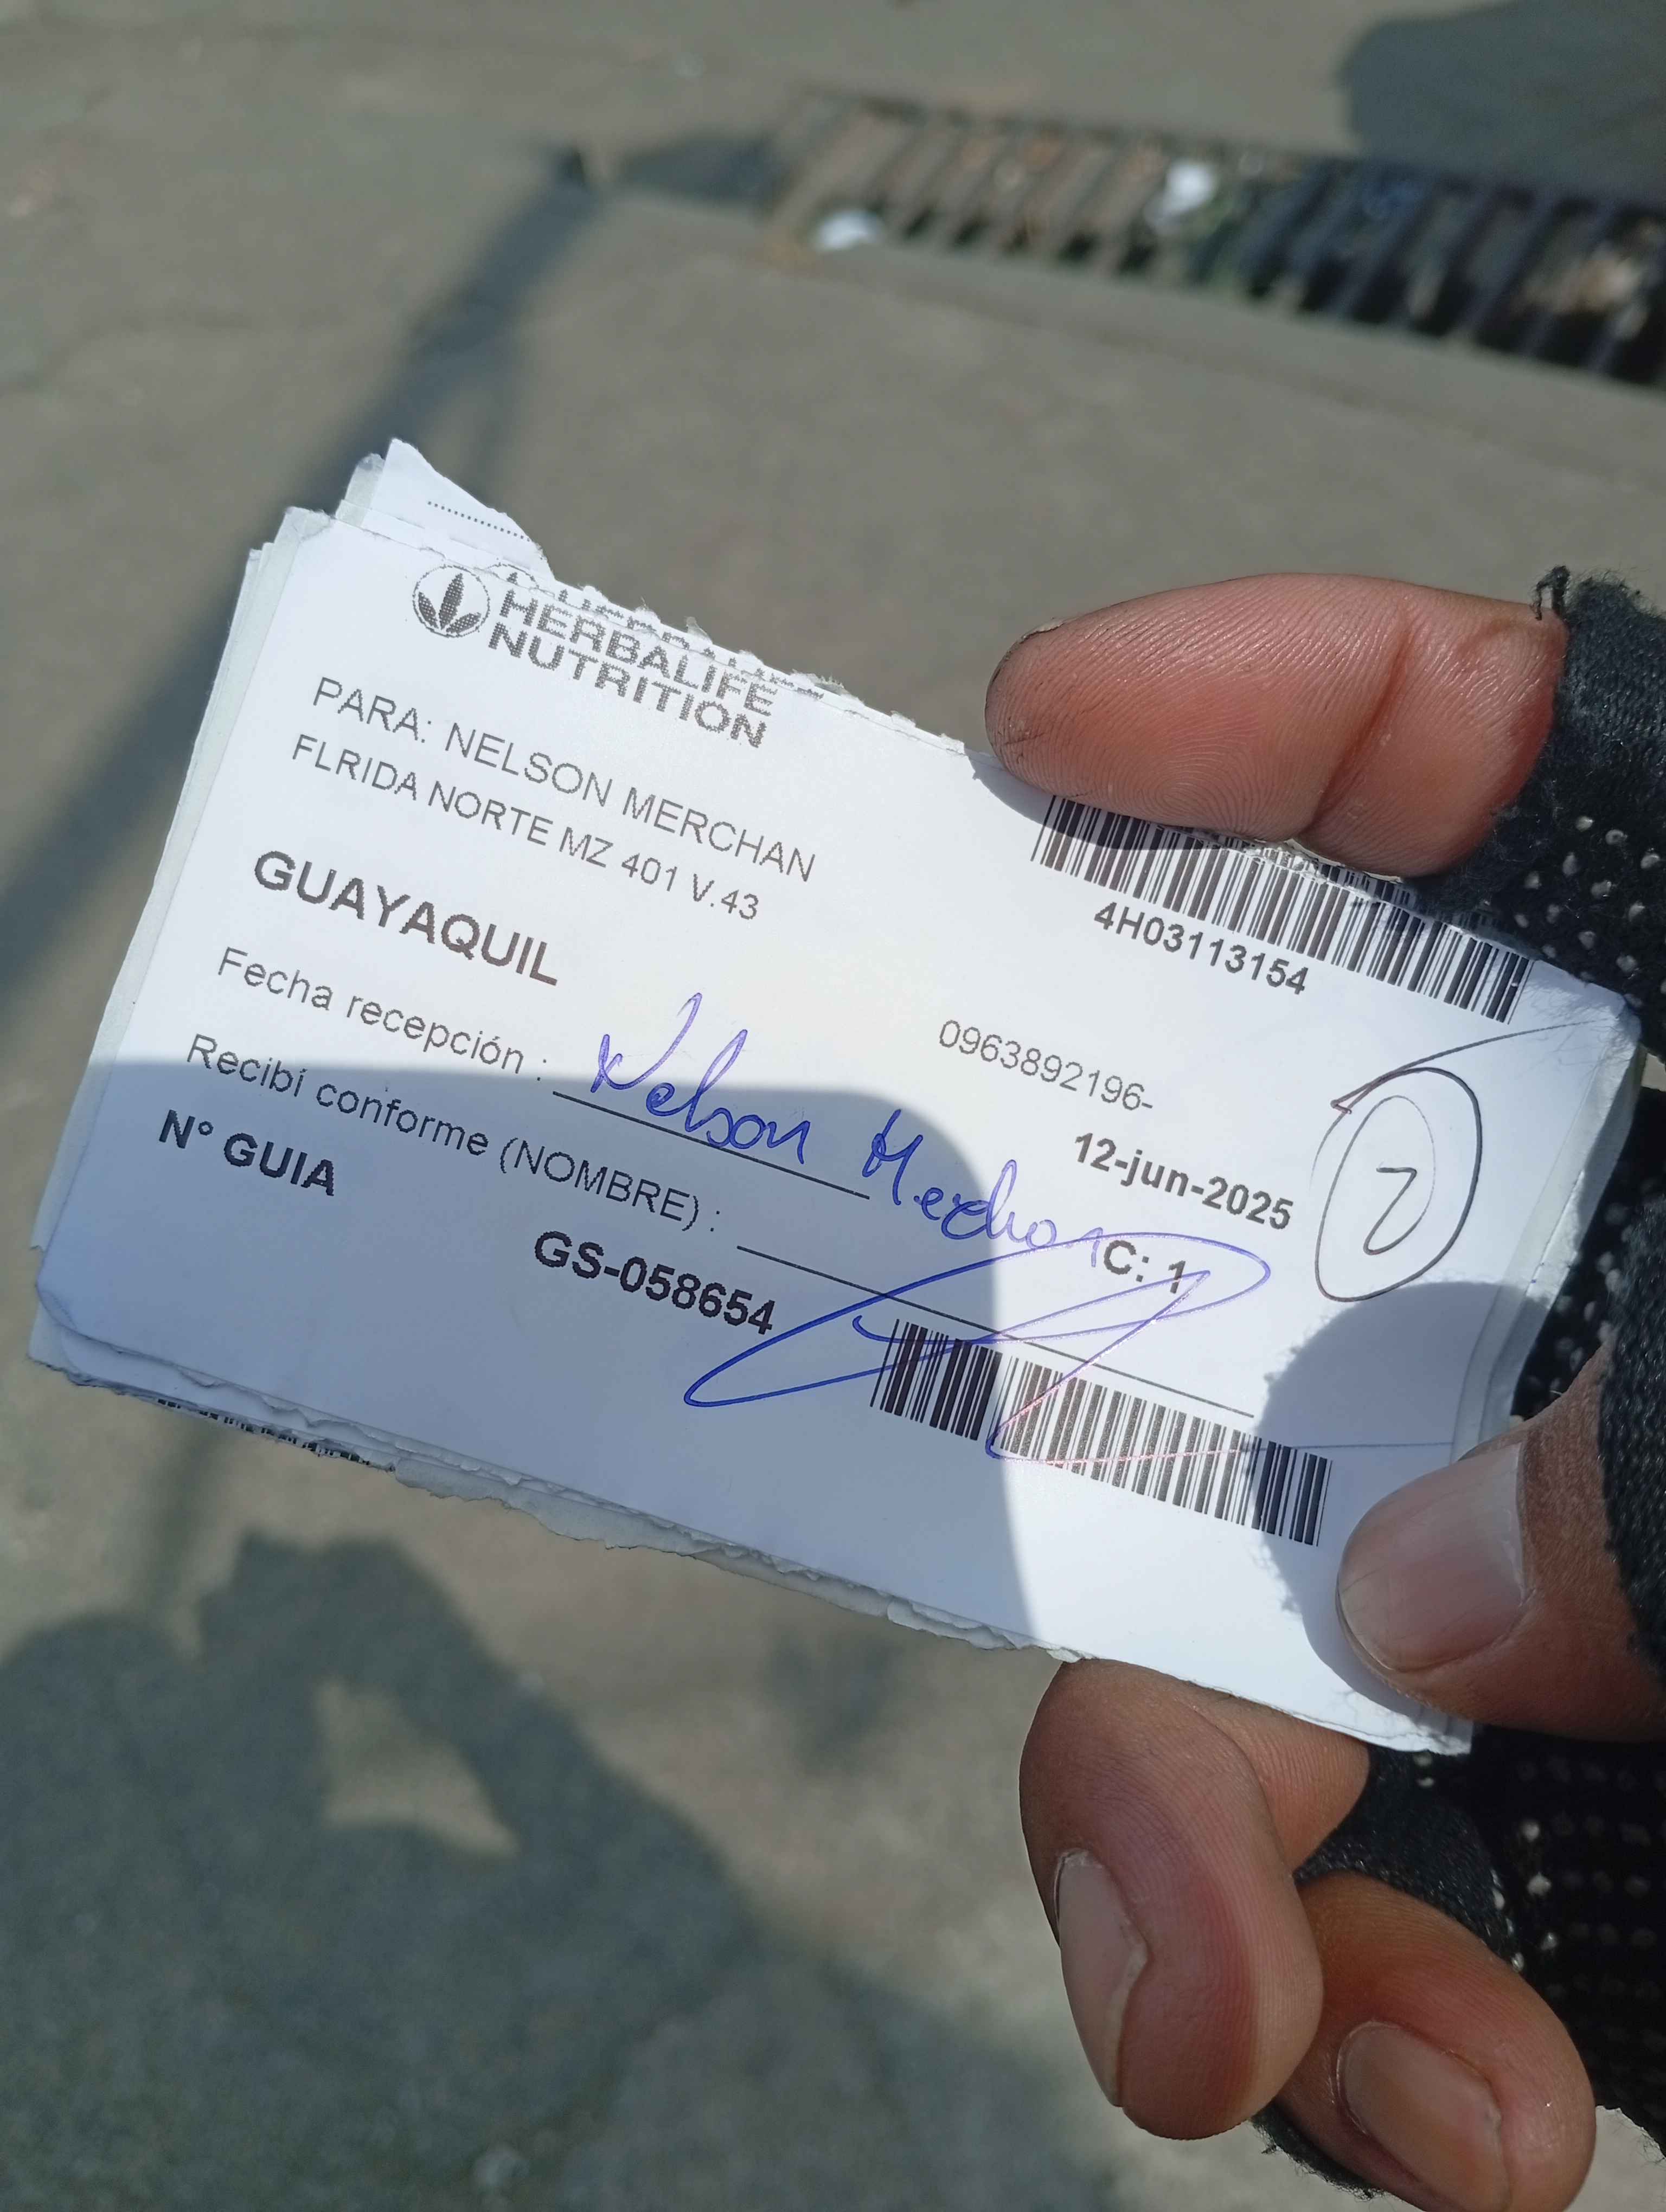 HERBALIFE
NUTRITION
PARA: NELSON MERCHAN
FLRIDA NORTE MZ 401 V.43
4H03113154
GUAYAQUIL
0963892196-
Fecha recepción : Nelson Merchan
12-jun-2025
2
Recibí conforme (NOMBRE) :
C: 1
N° GUIA
GS-058654